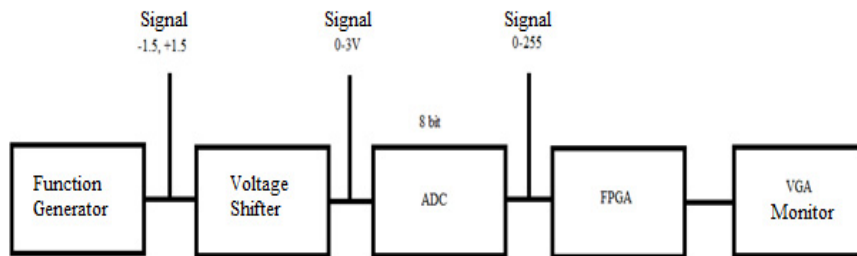 Signal
-1.5, +1.5
Signal
0-3V
Signal
0-255
8 bit
Function
Generator
Voltage
Shifter
ADC
FPGA
VGA
Monitor